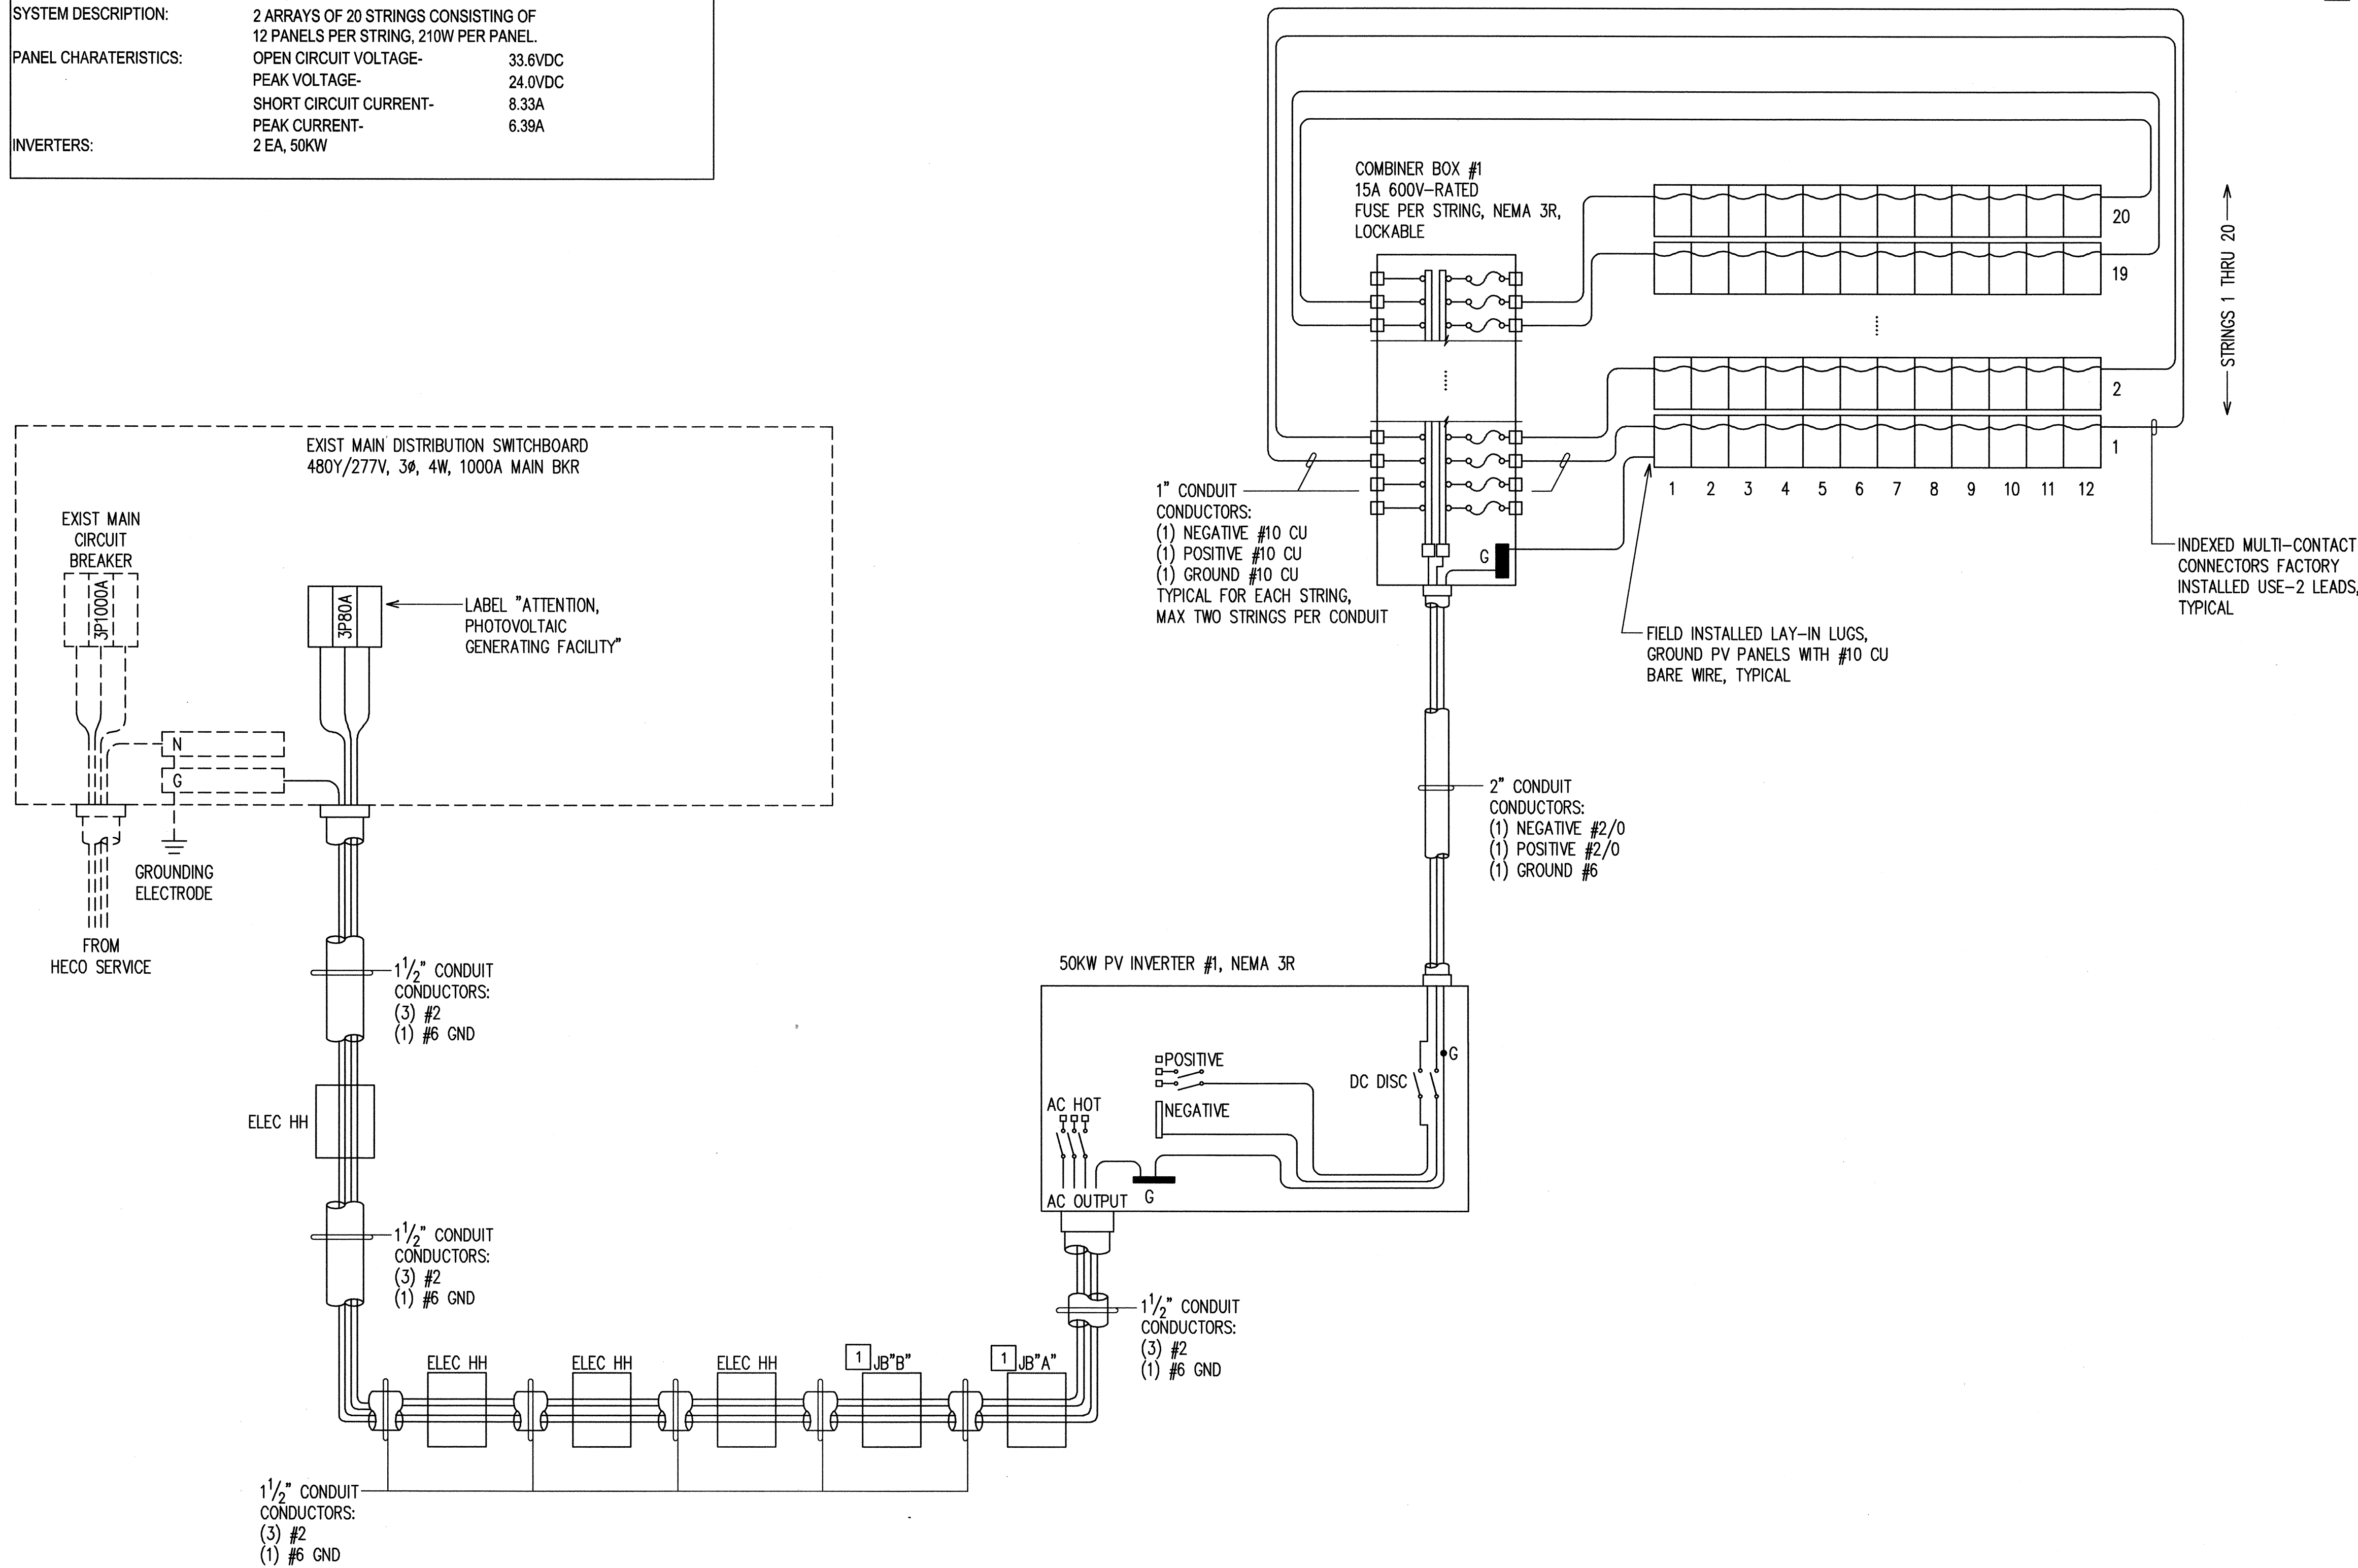 SYSTEM DESCRIPTION: 2 ARRAYS OF 20 STRINGS CONSISTING OF
12 PANELS PER STRING, 210W PER PANEL.
PANEL CHARATERISTICS: OPEN CIRCUIT VOLTAGE- 33.6VDC
PEAK VOLTAGE- 24.0VDC
SHORT CIRCUIT CURRENT- 8.33A
PEAK CURRENT- 6.39A
INVERTERS: 2 EA, 50KW
COMBINER BOX #1
15A 600V-RATED
FUSE PER STRING, NEMA 3R,
LOCKABLE
20
19
2
1
STRINGS 1 THRU 20
1 2 3 4 5 6 7 8 9 10 11 12
G
1" CONDUIT
CONDUCTORS:
(1) NEGATIVE #10 CU
(1) POSITIVE #10 CU
(1) GROUND #10 CU
TYPICAL FOR EACH STRING,
MAX TWO STRINGS PER CONDUIT
INDEXED MULTI-CONTACT
CONNECTORS FACTORY
INSTALLED USE-2 LEADS,
TYPICAL
FIELD INSTALLED LAY-IN LUGS,
GROUND PV PANELS WITH #10 CU
BARE WIRE, TYPICAL
EXIST MAIN DISTRIBUTION SWITCHBOARD
480Y/277V, 3ø, 4W, 1000A MAIN BKR
EXIST MAIN
CIRCUIT
BREAKER
3P1000A
3P80A
LABEL "ATTENTION,
PHOTOVOLTAIC
GENERATING FACILITY"
N
G
GROUNDING
ELECTRODE
FROM
HECO SERVICE
2" CONDUIT
CONDUCTORS:
(1) NEGATIVE #2/0
(1) POSITIVE #2/0
(1) GROUND #6
1 1/2" CONDUIT
CONDUCTORS:
(3) #2
(1) #6 GND
ELEC HH
1 1/2" CONDUIT
CONDUCTORS:
(3) #2
(1) #6 GND
50KW PV INVERTER #1, NEMA 3R
POSITIVE
NEGATIVE
DC DISC
G
AC HOT
AC OUTPUT
G
1 1/2" CONDUIT
CONDUCTORS:
(3) #2
(1) #6 GND
ELEC HH
ELEC HH
ELEC HH
1 JB"B"
1 JB"A"
1 1/2" CONDUIT
CONDUCTORS:
(3) #2
(1) #6 GND